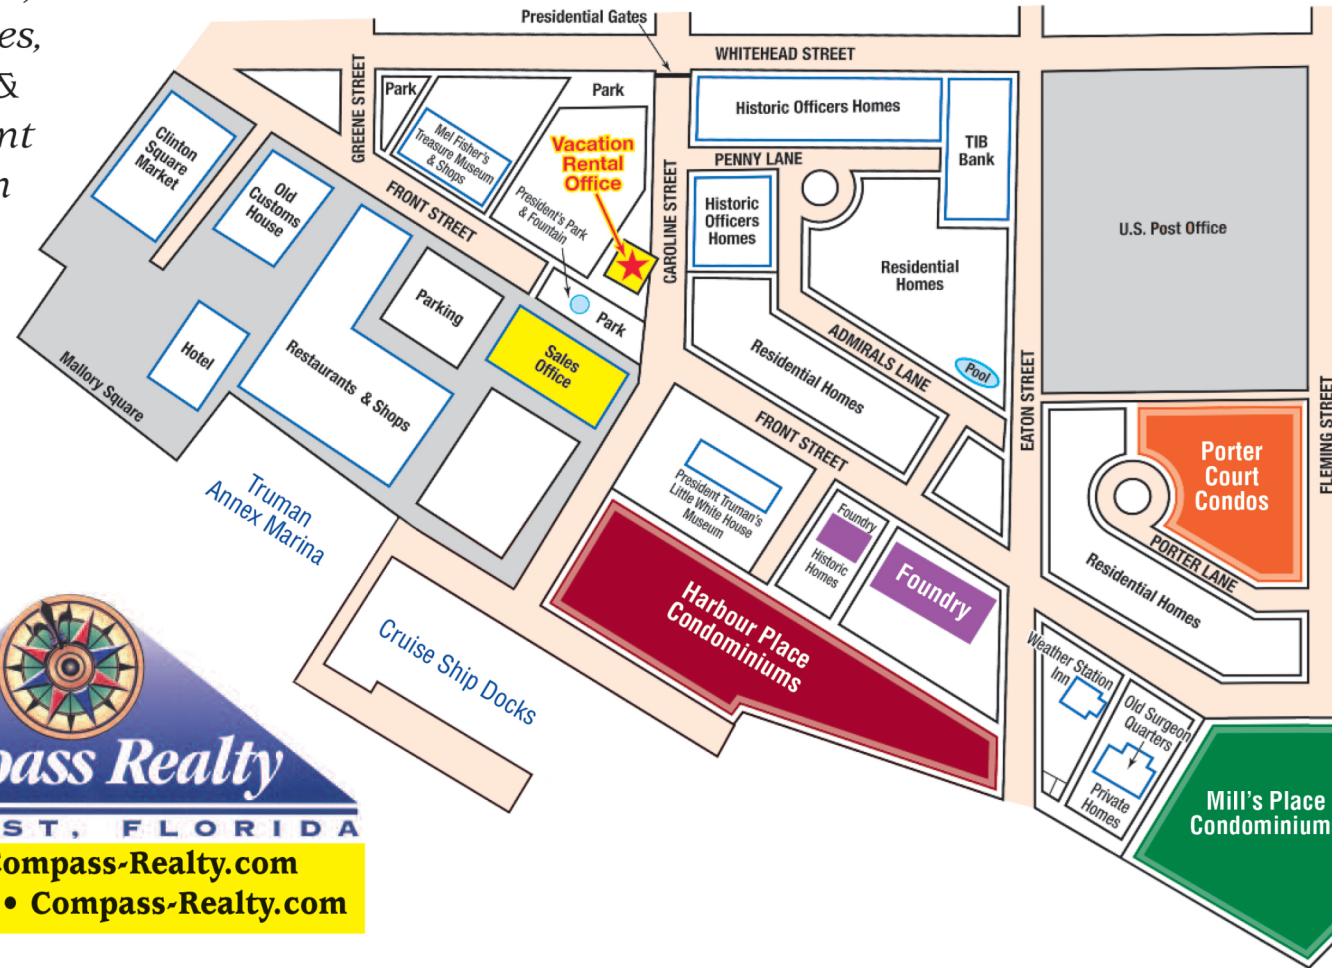 es,
&
nt
n
Presidential Gates
WHITEHEAD STREET
GREENE STREET
Park
Park
Mel Fisher's
Treasure Museum
& Shops
Vacation
Rental
Office
President's Park
& Fountain
Park
CAROLINE STREET
Historic Officers Homes
TIB
Bank
PENNY LANE
Historic
Officers
Homes
Residential
Homes
U.S. Post Office
Clinton
Square
Market
Old
Customs
House
FRONT STREET
Parking
Sales
Office
Hotel
Restaurants & Shops
Mallory Square
ADMIRALS LANE
Pool
Residential Homes
EATON STREET
FRONT STREET
FLEMING STREET
Porter
Court
Condos
PORTER LANE
Residential Homes
President Truman's
Little White House
Museum
Foundry
Historic
Homes
Foundry
Harbour Place
Condominiums
Truman
Annex Marina
Cruise Ship Docks
Weather Station
Inn
Old Surgeon
Quarters
Private
Homes
Mill's Place
Condominium
pass Realty
ST, FLORIDA
Compass-Realty.com
• Compass-Realty.com